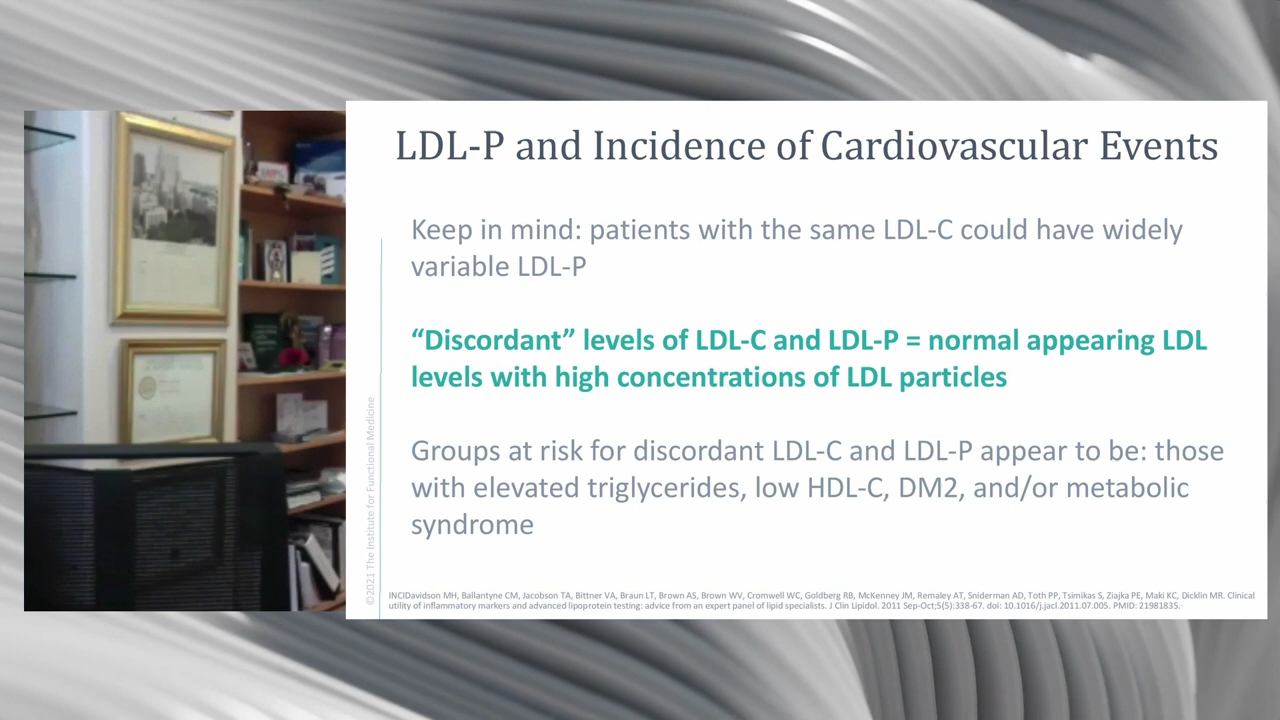 LDL-P and Incidence of Cardiovascular Events
Keep in mind: patients with the same LDL-C could have widely
variable LDL-P
“Discordant” levels of LDL-C and LDL-P = normal appearing LDL
levels with high concentrations of LDL particles
Groups at risk for discordant LDL-C and LDL-P appear to be: those
with elevated triglycerides, low HDL-C, DM2, and/or metabolic
syndrome
©2021 The Institute for Functional Medicine
INCIDavidson MH, Ballantyne CM, Jacobson TA, Bittner VA, Braun LT, Brown AS, Brown WV, Cromwell WC, Goldberg RB, McKenney JM, Remaley AT, Sniderman AD, Toth PP, Tsimikas S, Ziajka PE, Maki KC, Dicklin MR. Clinical
utility of inflammatory markers and advanced lipoprotein testing: advice from an expert panel of lipid specialists. J Clin Lipidol. 2011 Sep-Oct;5(5):338-67. doi: 10.1016/j.jacl.2011.07.005. PMID: 21981835.